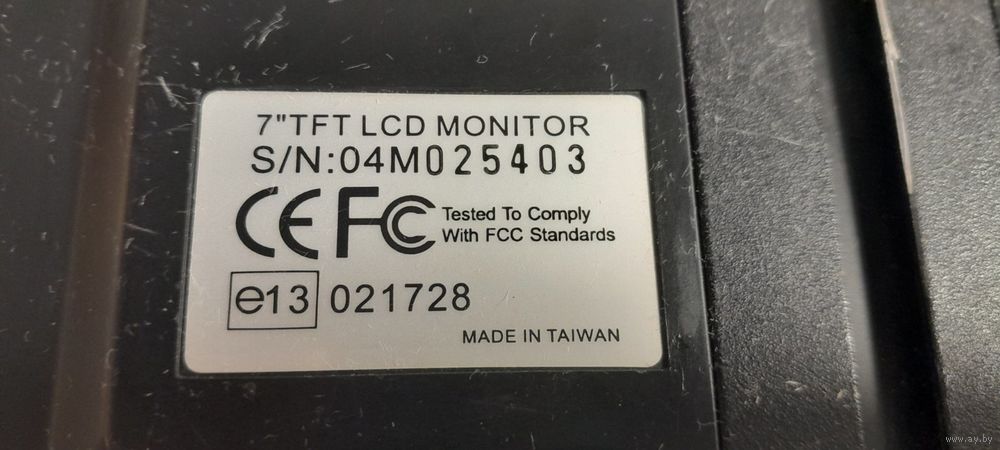 7"TFT LCD MONITOR
S/N:04M025403
CE FC Tested To Comply
With FCC Standards
e13 021728
MADE IN TAIWAN
www.ay.by